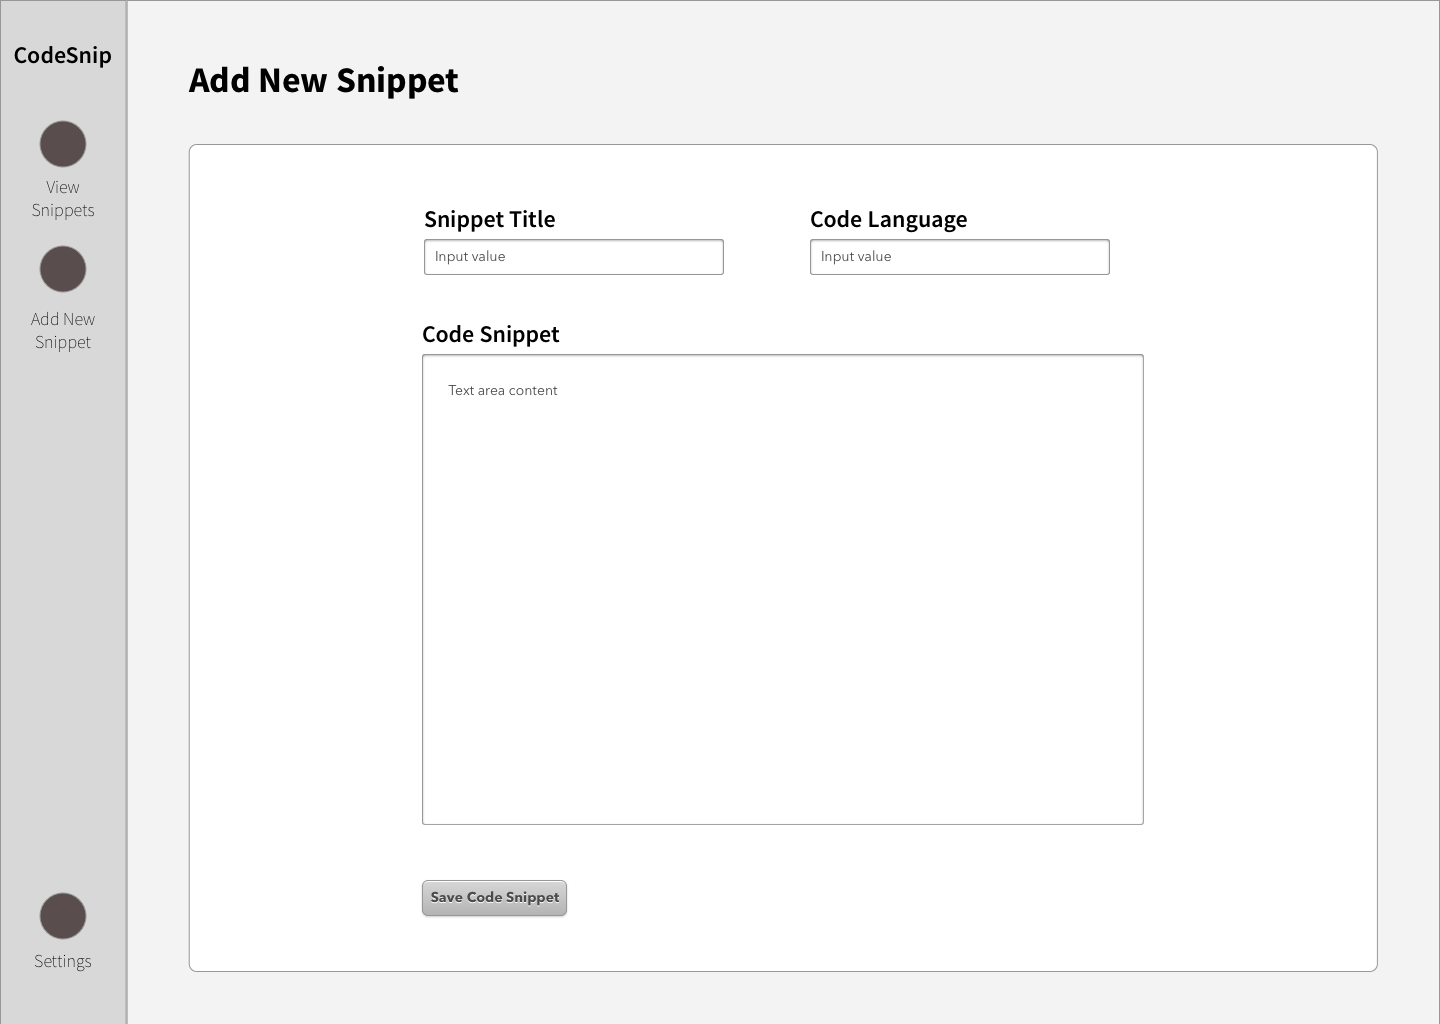 CodeSnip
View
Snippets
Add New
Snippet
Settings
Add New Snippet
Snippet Title
Input value
Code Language
Input value
Code Snippet
Text area content
Save Code Snippet